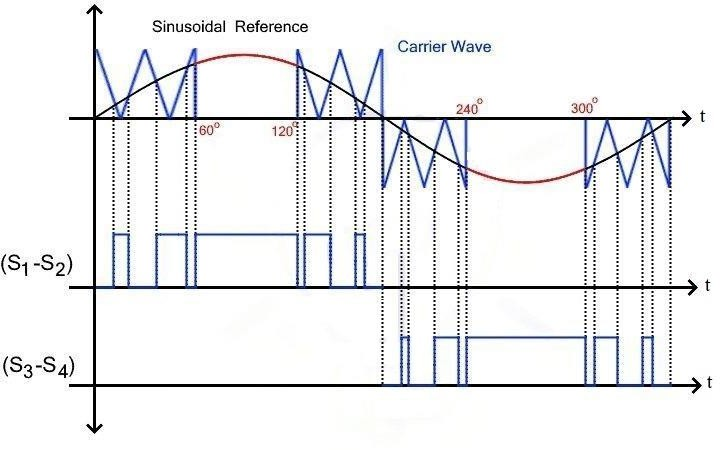 Sinusoidal Reference
Carrier Wave
240°
300°
t
60°
120°
(S₁-S₂)
t
(S₃-S₄)
t